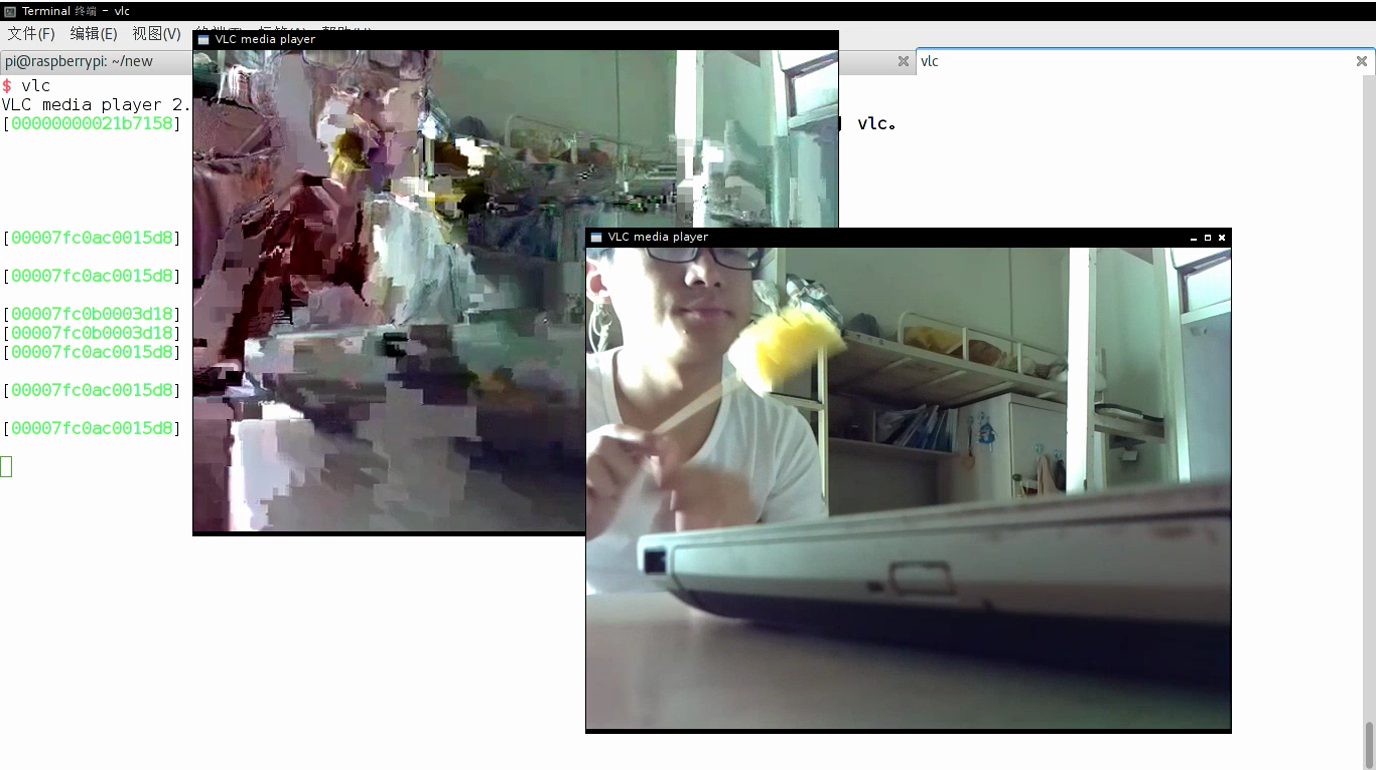 Terminal 终端 - vlc
文件(F) 编辑(E) 视图(V)
VLC media player
pi@raspberrypi: ~/new
vlc
$ vlc
VLC media player 2.
[00000000021b7158]
vlc。
[00007fc0ac0015d8]
VLC media player
[00007fc0ac0015d8]
[00007fc0b0003d18]
[00007fc0b0003d18]
[00007fc0ac0015d8]
[00007fc0ac0015d8]
[00007fc0ac0015d8]